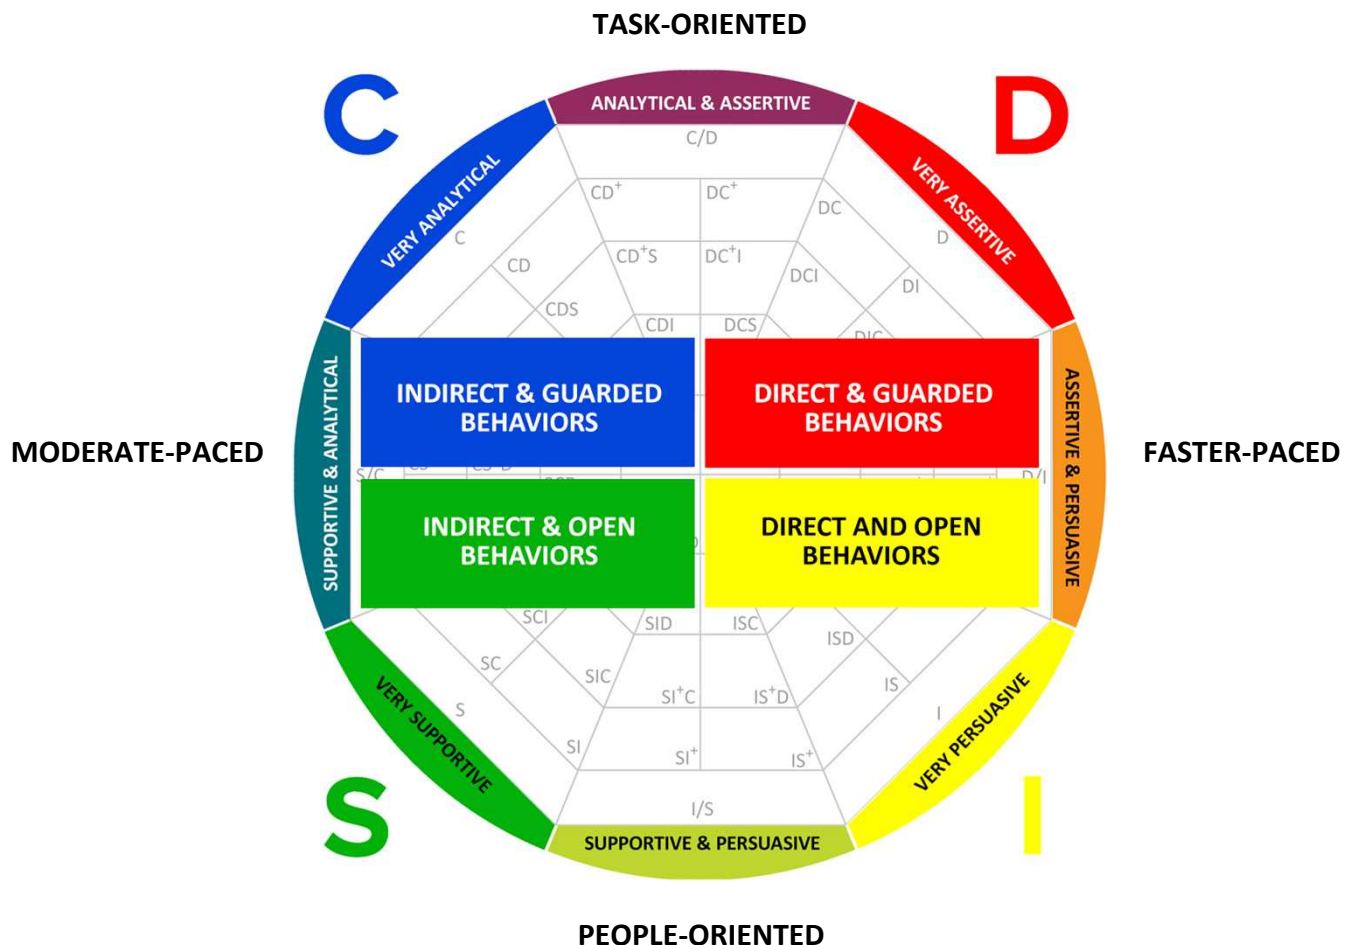 TASK-ORIENTED
C
D
ANALYTICAL & ASSERTIVE
C/D
VERY ANALYTICAL
VERY ASSERTIVE
CD+
DC+
DC
C
D
CD+S
DC+I
CD
DCI
DI
CDS
CDI
DCS
DIC
SUPPORTIVE & ANALYTICAL
INDIRECT & GUARDED
BEHAVIORS
DIRECT & GUARDED
BEHAVIORS
ASSERTIVE & PERSUASIVE
MODERATE-PACED
FASTER-PACED
S/C
D/I
INDIRECT & OPEN
BEHAVIORS
DIRECT AND OPEN
BEHAVIORS
SCI
SID
ISC
ISD
SC
SIC
IS
SI+C
IS+D
S
I
VERY SUPPORTIVE
VERY PERSUASIVE
SI
SI+
IS+
I/S
S
I
SUPPORTIVE & PERSUASIVE
PEOPLE-ORIENTED